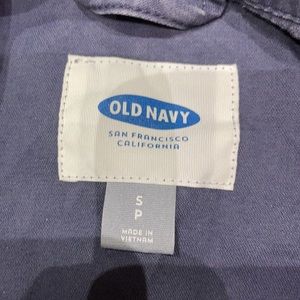 OLD NAVY
SAN FRANCISCO
CALIFORNIA
S
P
MADE IN
VIETNAM